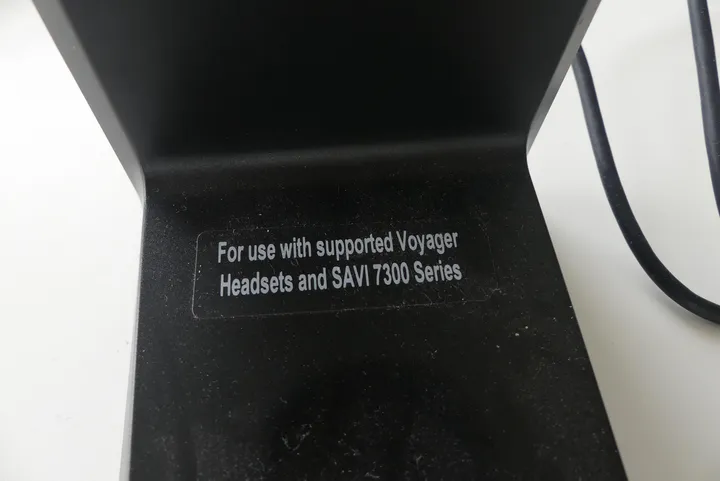 For use with supported Voyager
Headsets and SAVI 7300 Series